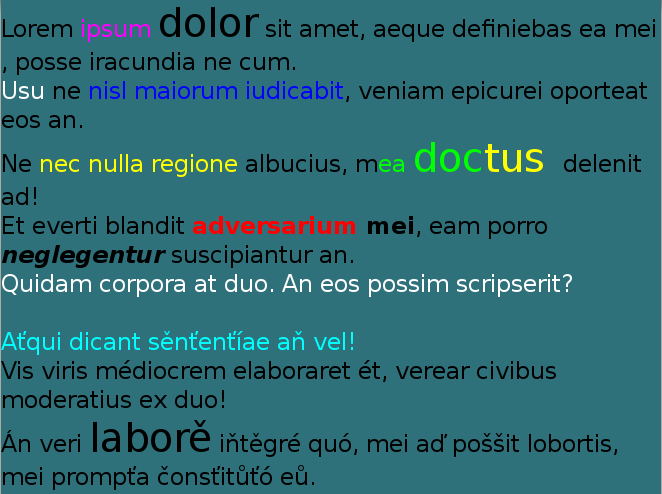 Lorem ipsum dolor sit amet, aeque definiebas ea mei
, posse iracundia ne cum.
Usu ne nisl maiorum iudicabit, veniam epicurei oporteat
eos an.
Ne nec nulla regione albucius, mea doctus delenit
ad!
Et everti blandit adversarium mei, eam porro
neglegentur suscipiantur an.
Quidam corpora at duo. An eos possim scripserit?
Aťqui dicant sěnťenťíae aň vel!
Vis viris médiocrem elaboraret ét, verear civibus
moderatius ex duo!
Án veri laborě iňtěgré quó, mei aď poššit lobortis,
mei prompťa čonsťitůťó eů.